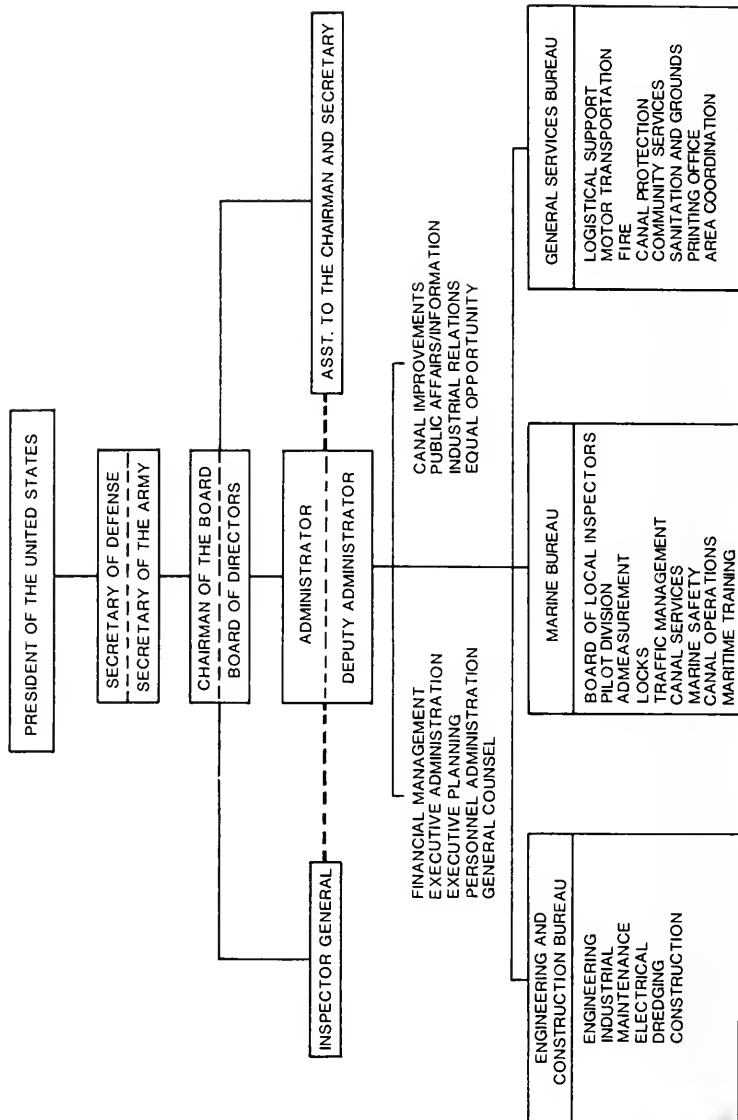 PRESIDENT OF THE UNITED STATES
SECRETARY OF DEFENSE
SECRETARY OF THE ARMY
CHAIRMAN OF THE BOARD
BOARD OF DIRECTORS
INSPECTOR GENERAL
ADMINISTRATOR
DEPUTY ADMINISTRATOR
ASST. TO THE CHAIRMAN AND SECRETARY
FINANCIAL MANAGEMENT
EXECUTIVE ADMINISTRATION
EXECUTIVE PLANNING
PERSONNEL ADMINISTRATION
GENERAL COUNSEL
CANAL IMPROVEMENTS
PUBLIC AFFAIRS/INFORMATION
INDUSTRIAL RELATIONS
EQUAL OPPORTUNITY
ENGINEERING AND
CONSTRUCTION BUREAU
ENGINEERING
INDUSTRIAL
MAINTENANCE
ELECTRICAL
DREDGING
CONSTRUCTION
MARINE BUREAU
BOARD OF LOCAL INSPECTORS
PILOT DIVISION
ADMEASUREMENT
LOCKS
TRAFFIC MANAGEMENT
CANAL SERVICES
MARINE SAFETY
CANAL OPERATIONS
MARITIME TRAINING
GENERAL SERVICES BUREAU
LOGISTICAL SUPPORT
MOTOR TRANSPORTATION
FIRE
CANAL PROTECTION
COMMUNITY SERVICES
SANITATION AND GROUNDS
PRINTING OFFICE
AREA COORDINATION